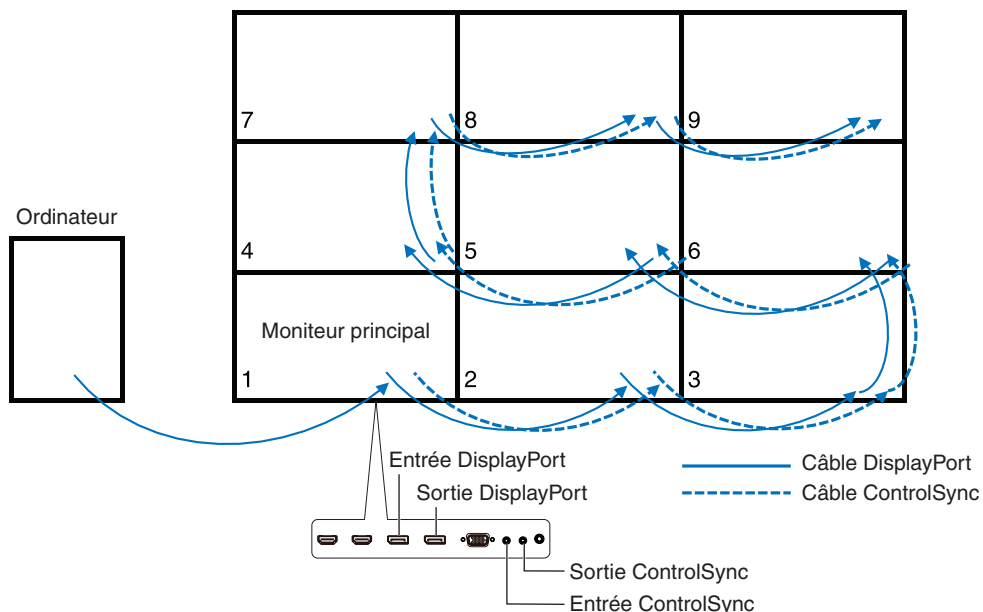 7
8
9
Ordinateur
4
5
6
Moniteur principal
1
2
3
Entrée DisplayPort
Câble DisplayPort
Sortie DisplayPort
Câble ControlSync
Sortie ControlSync
Entrée ControlSync